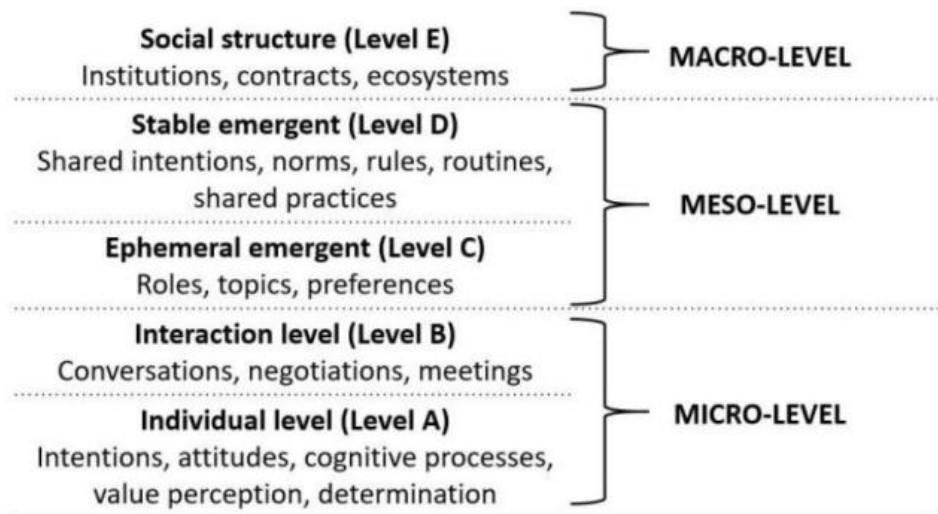 Social structure (Level E)
Institutions, contracts, ecosystems
MACRO-LEVEL
Stable emergent (Level D)
Shared intentions, norms, rules, routines,
shared practices
MESO-LEVEL
Ephemeral emergent (Level C)
Roles, topics, preferences
Interaction level (Level B)
Conversations, negotiations, meetings
MICRO-LEVEL
Individual level (Level A)
Intentions, attitudes, cognitive processes,
value perception, determination